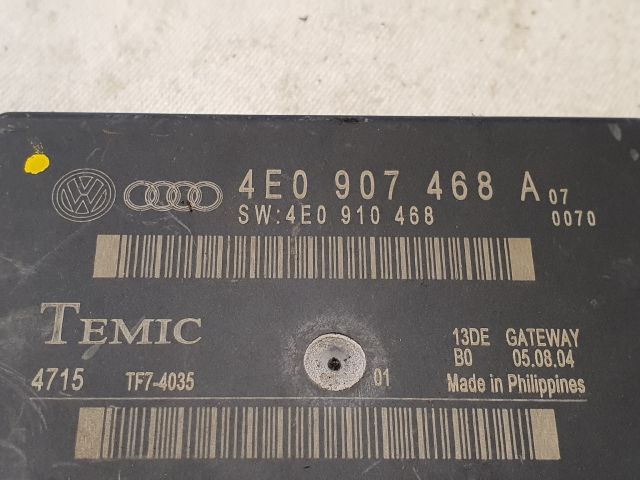 4E0 907 468 A 07
SW:4E0 910 468 0070
TEMIC
13DE GATEWAY
B0 05.08.04
4715 TF7-4035 01 Made in Philippines